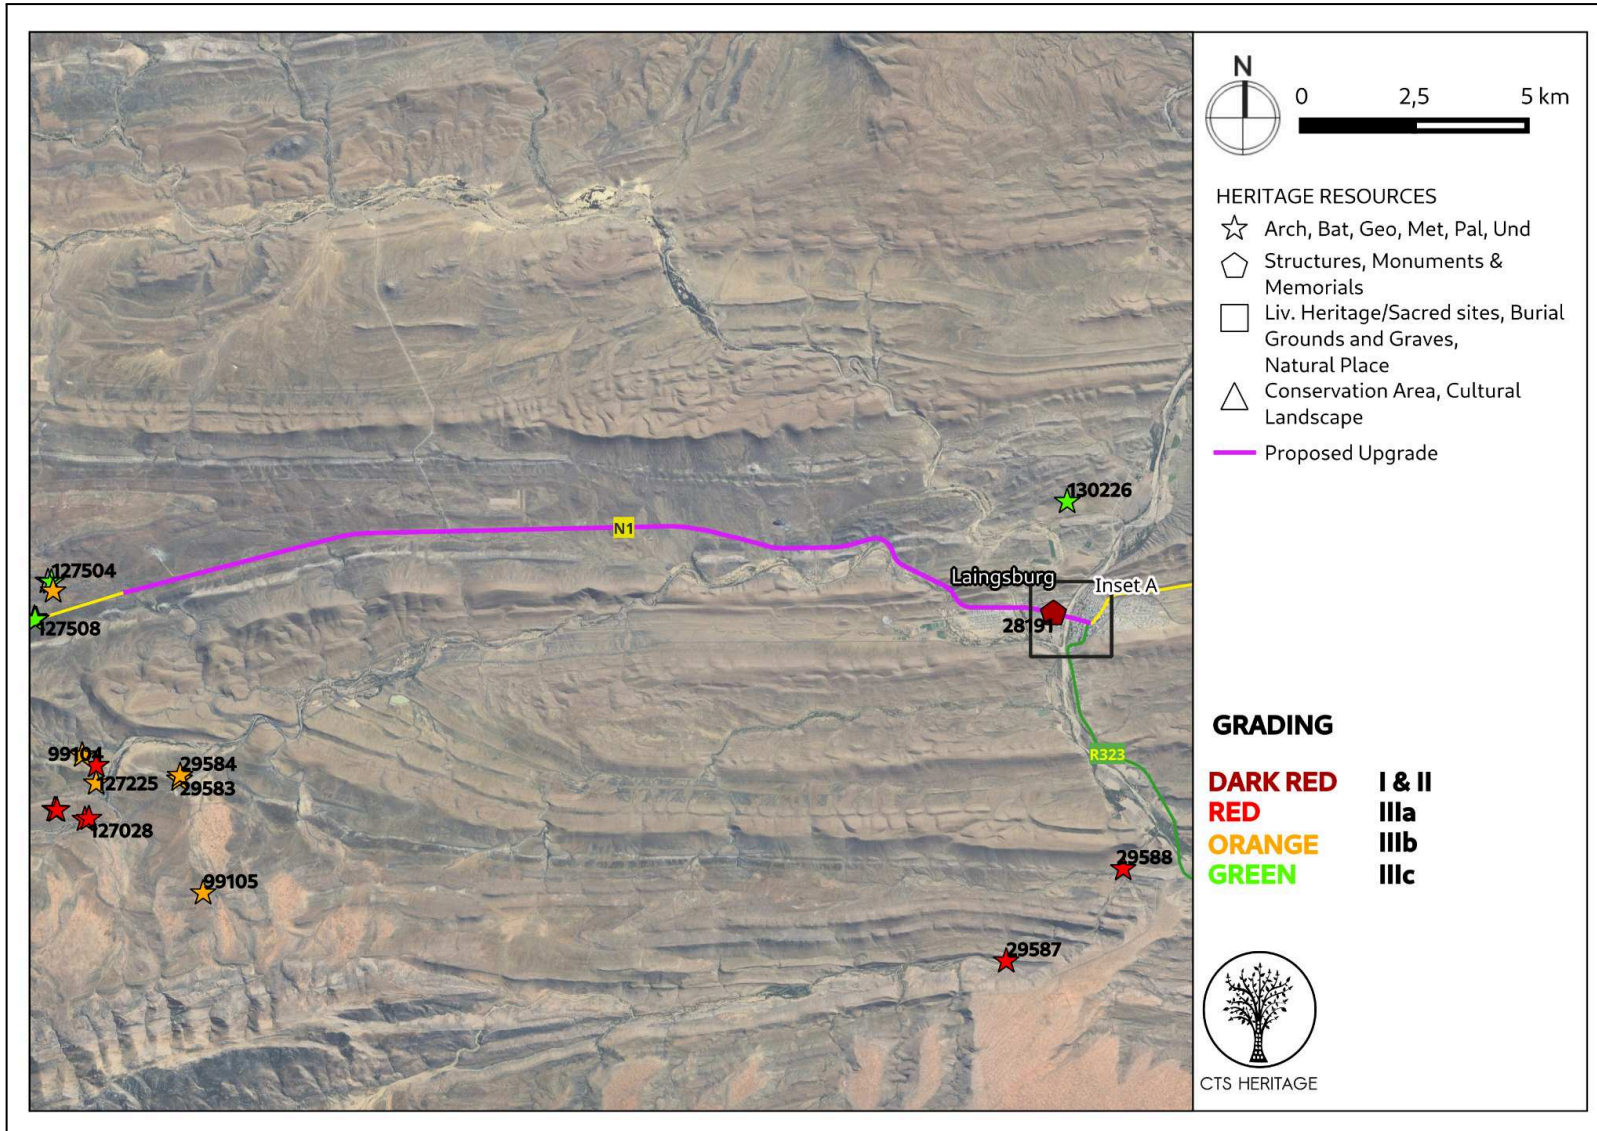 N
0 2,5 5 km
HERITAGE RESOURCES
Arch, Bat, Geo, Met, Pal, Und
Structures, Monuments &
Memorials
Liv. Heritage/Sacred sites, Burial
Grounds and Graves,
Natural Place
Conservation Area, Cultural
Landscape
Proposed Upgrade
130226
N1
127504
Laingsburg
Inset A
28191
127508
99104
R323
29584
127225
29583
127028
29588
99105
29587
GRADING
DARK RED I & II
RED IIIa
ORANGE IIIb
GREEN IIIc
CTS HERITAGE